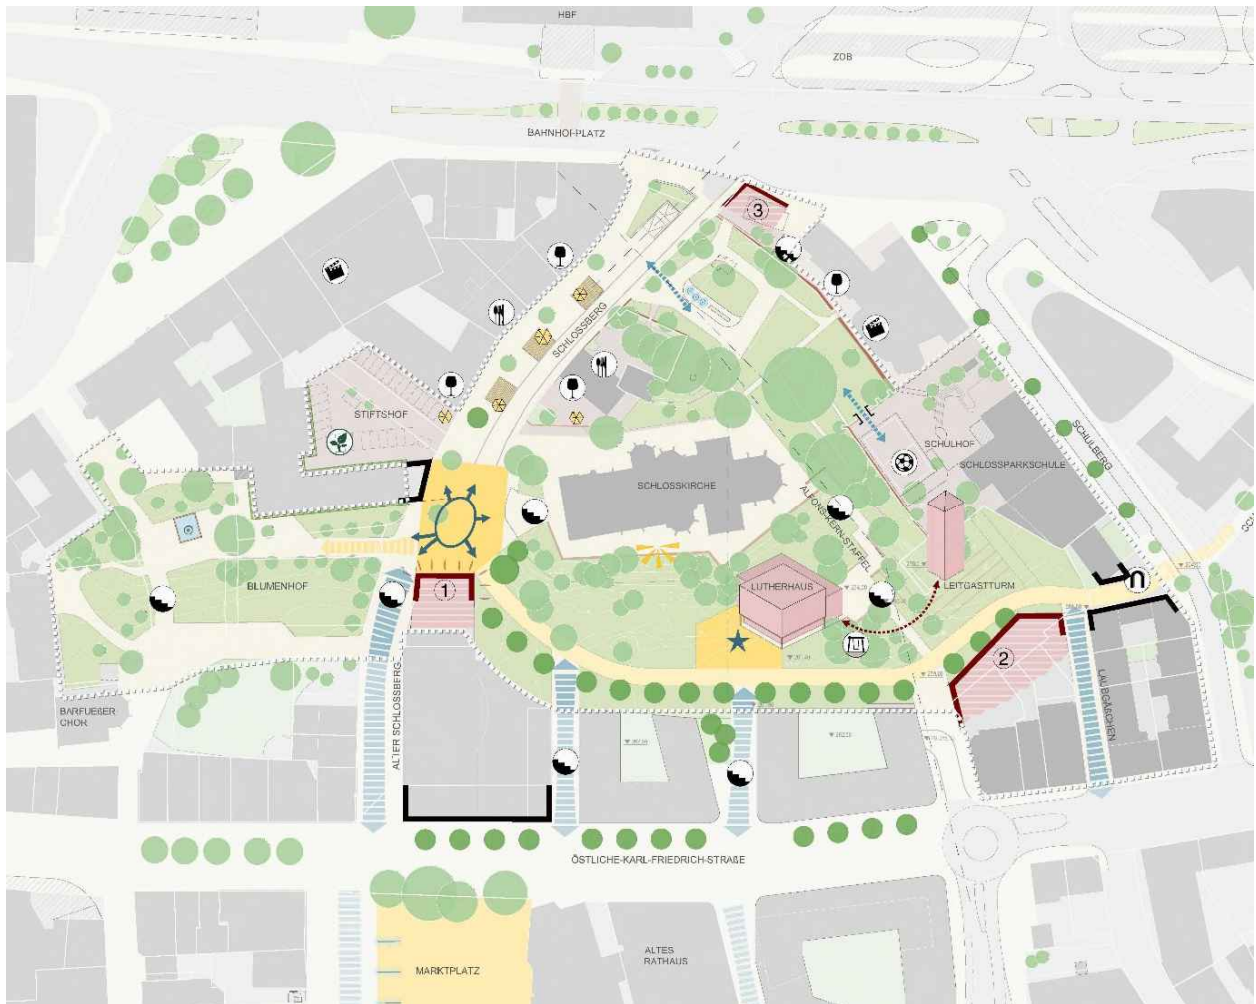 HBF
ZOB
BAHNHOF-PLATZ
3
SCHLOSSBERG
STIFTSHOF
SCHULHOF
SCHULBERG
SCHLOSSPARKSCHULE
SCHLOSSKIRCHE
ALFONS-KERN-STAFFEL
BLUMENHOF
1
LUTHERHAUS
LEITGASTTURM
2
BARFUEßER
CHOR
ALTER SCHLOSSBERG
LAUBGÄßCHEN
ÖSTLICHE-KARL-FRIEDRICH-STRAßE
MARKTPLATZ
ALTES
RATHAUS